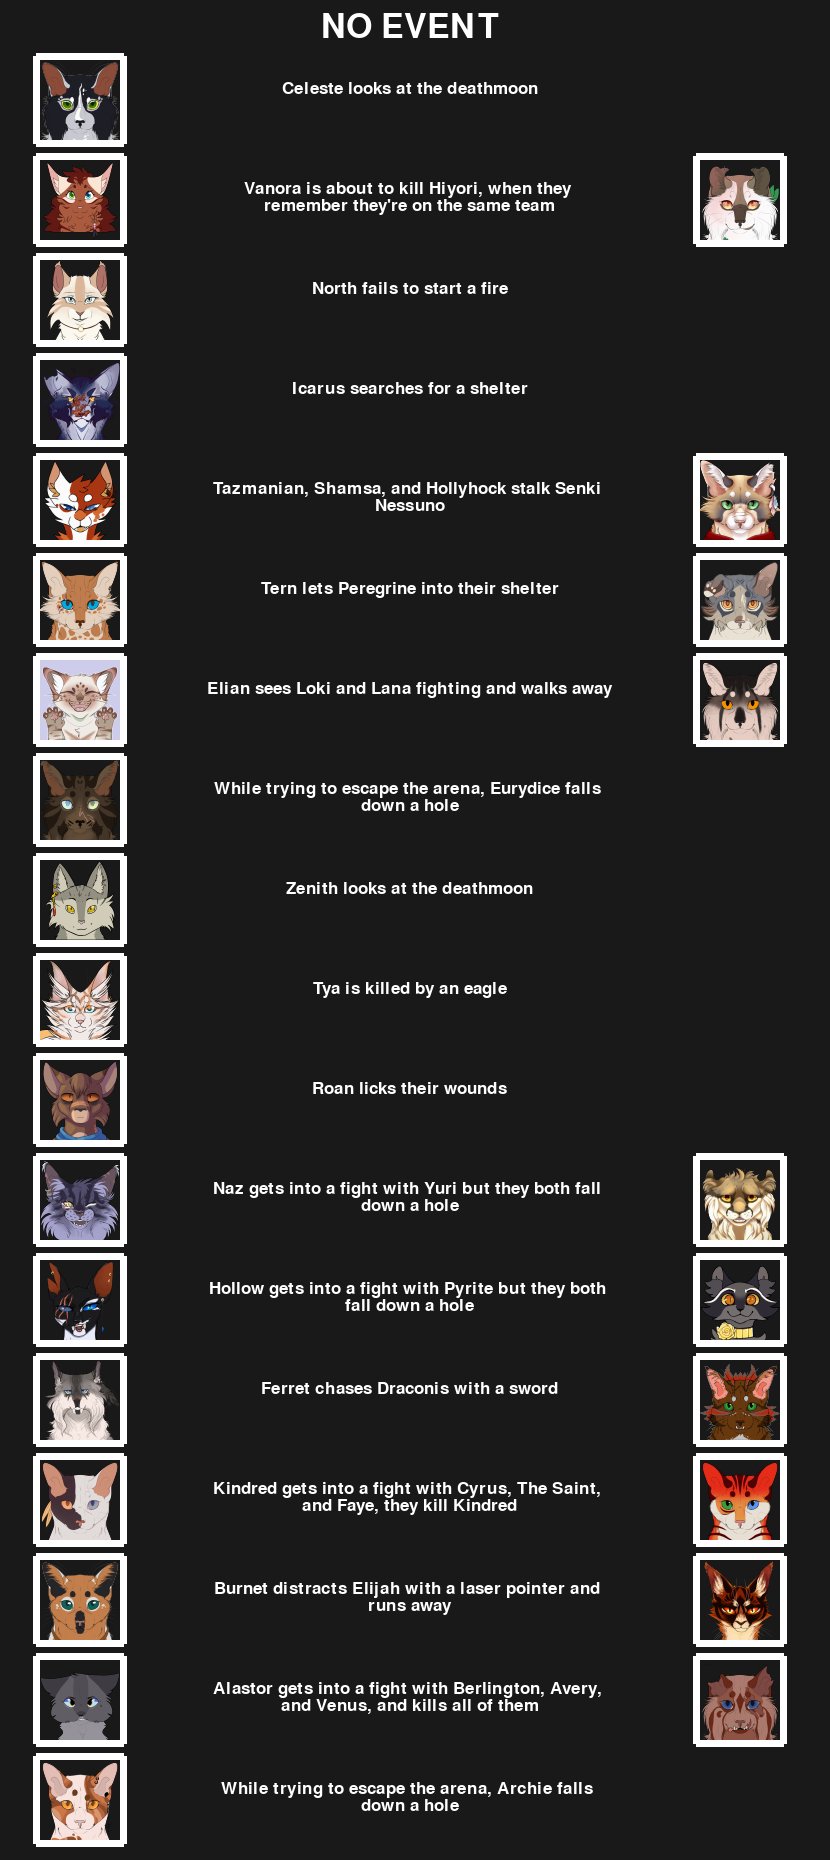 NO EVENT
Celeste looks at the deathmoon
Vanora is about to kill Hiyori, when they
remember they're on the same team
North fails to start a fire
Icarus searches for a shelter
Tazmanian, Shamsa, and Hollyhock stalk Senki
Nessuno
Tern lets Peregrine into their shelter
Elian sees Loki and Lana fighting and walks away
While trying to escape the arena, Eurydice falls
down a hole
Zenith looks at the deathmoon
Tya is killed by an eagle
Roan licks their wounds
Naz gets into a fight with Yuri but they both fall
down a hole
Hollow gets into a fight with Pyrite but they both
fall down a hole
Ferret chases Draconis with a sword
Kindred gets into a fight with Cyrus, The Saint,
and Faye, they kill Kindred
Burnet distracts Elijah with a laser pointer and
runs away
Alastor gets into a fight with Berlington, Avery,
and Venus, and kills all of them
While trying to escape the arena, Archie falls
down a hole